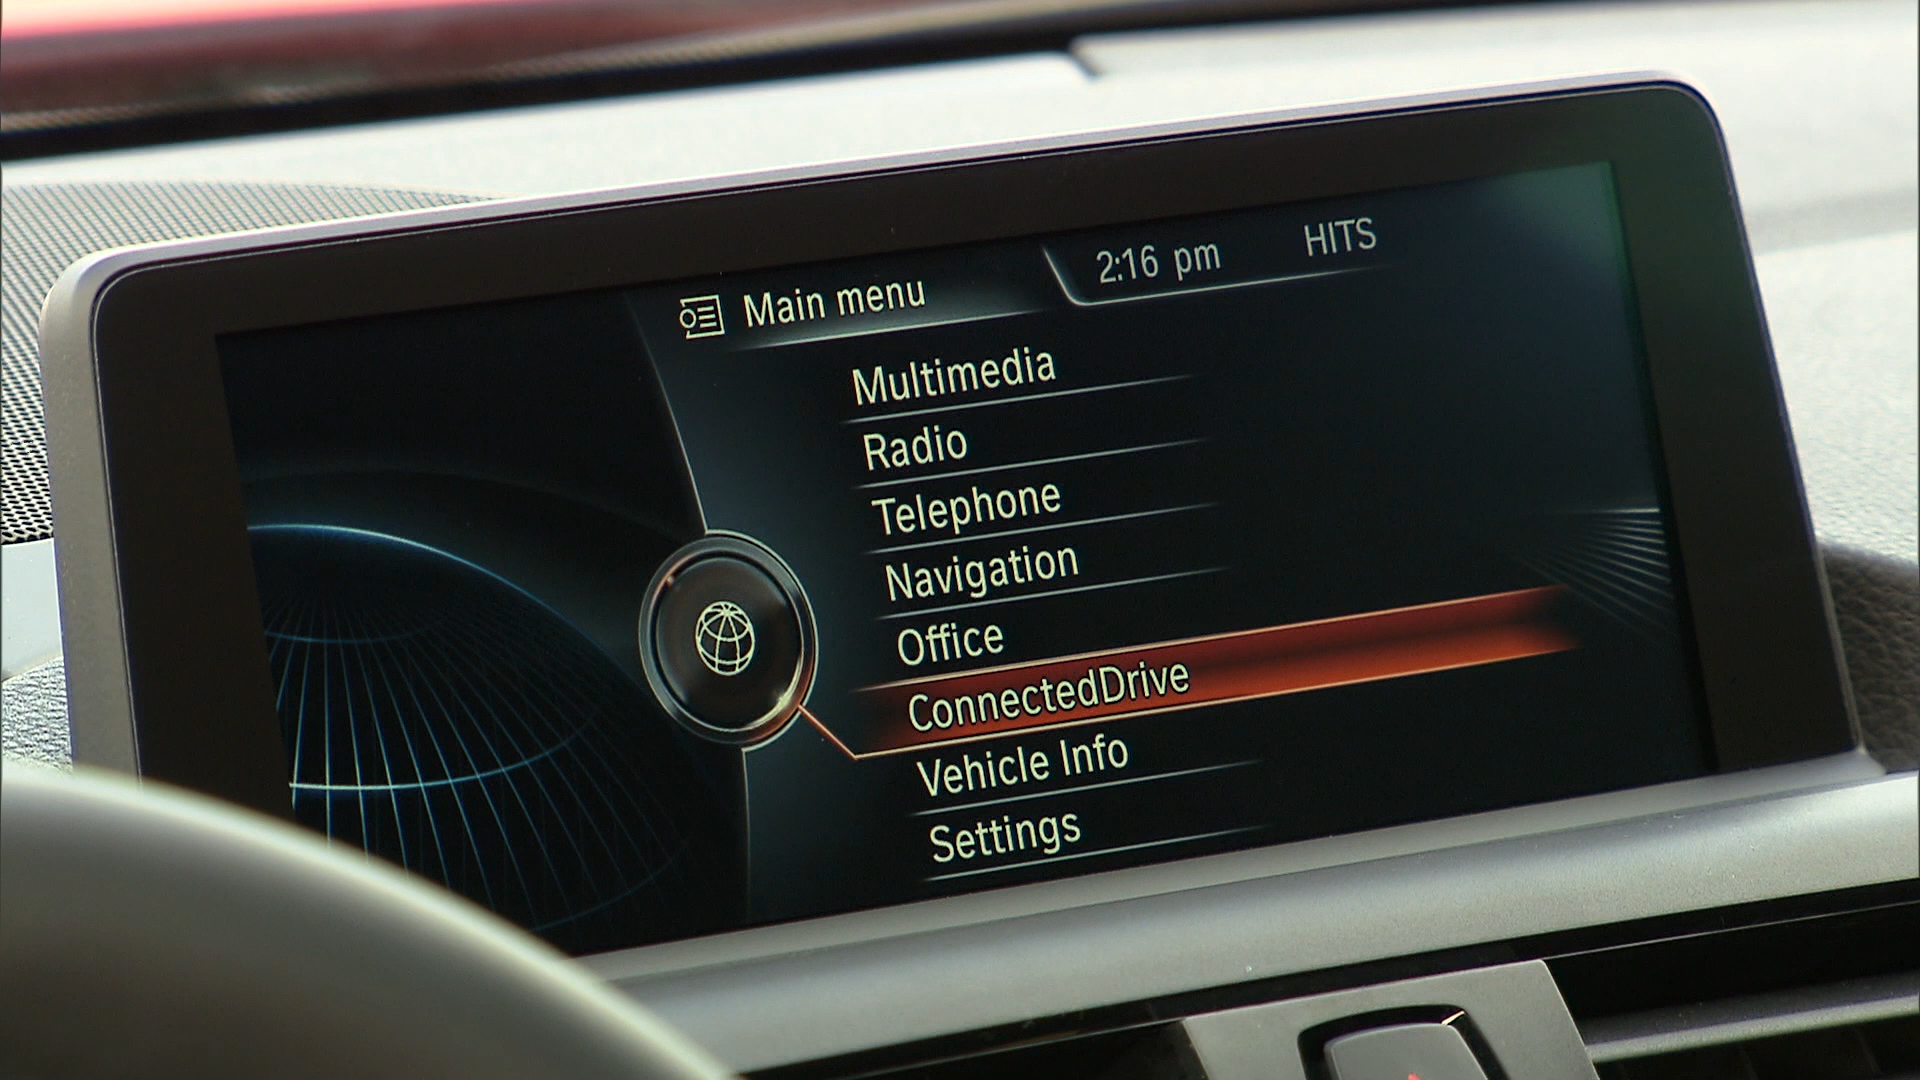 Main menu
2:16 pm
HITS
Multimedia
Radio
Telephone
Navigation
Office
ConnectedDrive
Vehicle Info
Settings